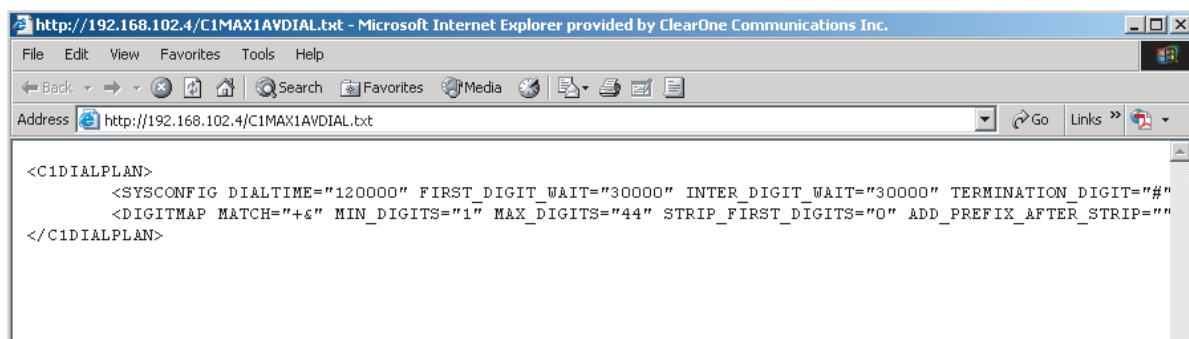 http://192.168.102.4/C1MAX1AVDIAL.txt - Microsoft Internet Explorer provided by ClearOne Communications Inc.
File Edit View Favorites Tools Help
Back Search Favorites Media
Address http://192.168.102.4/C1MAX1AVDIAL.txt Go Links »
<C1DIALPLAN>
<SYSCONFIG DIALTIME="120000" FIRST_DIGIT_WAIT="30000" INTER_DIGIT_WAIT="30000" TERMINATION_DIGIT="#"
<DIGITMAP MATCH="+&" MIN_DIGITS="1" MAX_DIGITS="44" STRIP_FIRST_DIGITS="0" ADD_PREFIX_AFTER_STRIP=""
</C1DIALPLAN>